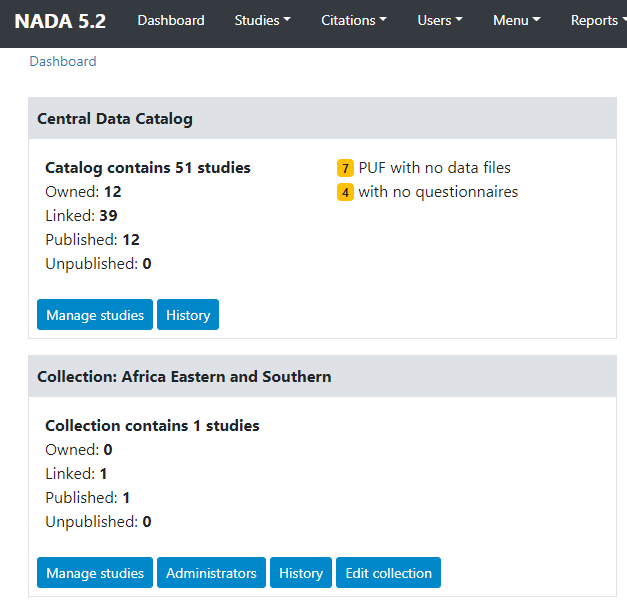 NADA 5.2 Dashboard Studies Citations Users Menu Reports
Dashboard
Central Data Catalog
Catalog contains 51 studies
Owned: 12
Linked: 39
Published: 12
Unpublished: 0
7 PUF with no data files
4 with no questionnaires
Manage studies History
Collection: Africa Eastern and Southern
Collection contains 1 studies
Owned: 0
Linked: 1
Published: 1
Unpublished: 0
Manage studies Administrators History Edit collection